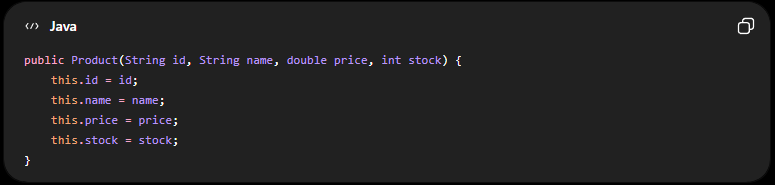 Java
public Product(String id, String name, double price, int stock) {
    this.id = id;
    this.name = name;
    this.price = price;
    this.stock = stock;
}